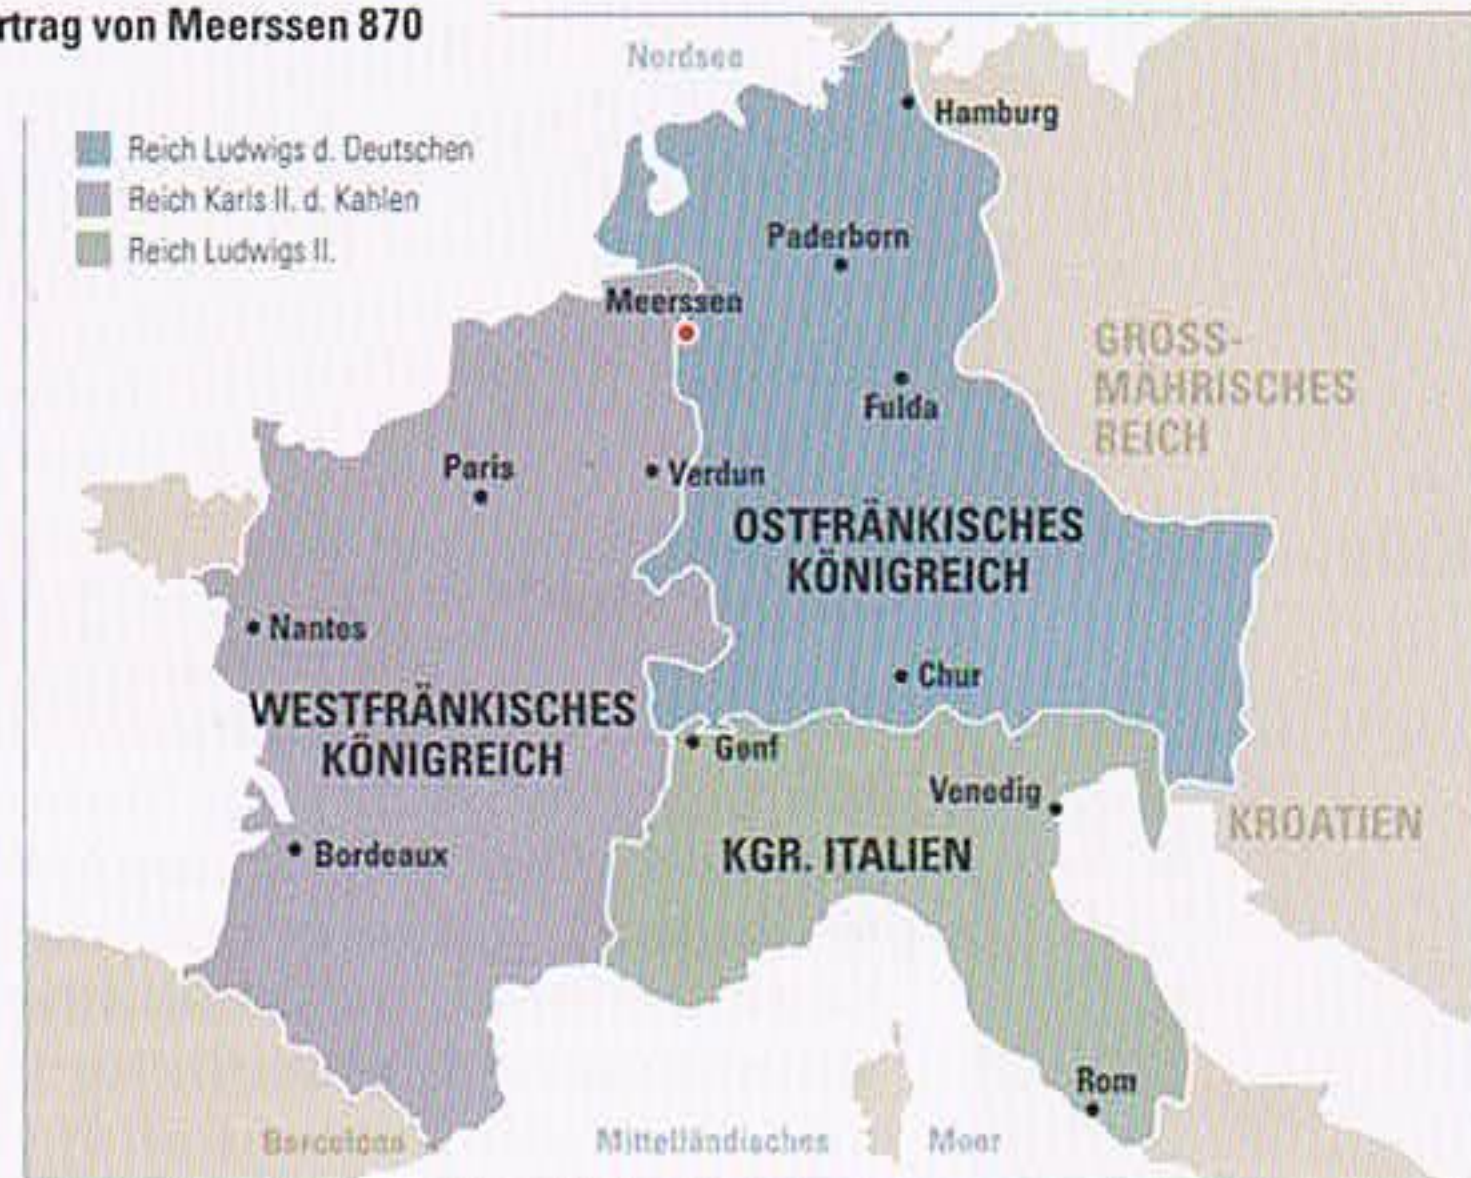 rtrag von Meerssen 870
Nordsee
Reich Ludwigs d. Deutschen
Reich Karls II. d. Kahlen
Reich Ludwigs II.
Hamburg
Paderborn
Meerssen
GROSS-
MÄHRISCHES
REICH
Fulda
Paris
Verdun
OSTFRÄNKISCHES
KÖNIGREICH
Nantes
Chur
WESTFRÄNKISCHES
KÖNIGREICH
Genf
Venedig
KROATIEN
Bordeaux
KGR. ITALIEN
Rom
Barcelona
Mittelländisches Meer